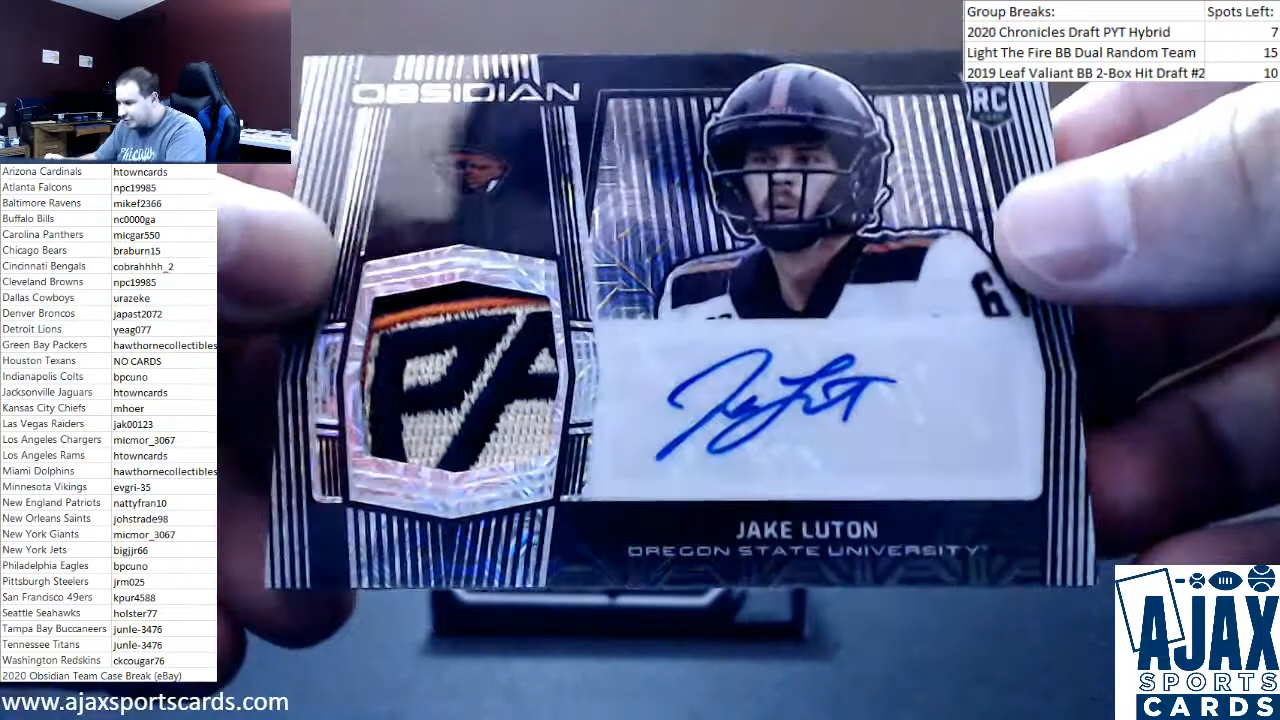 Group Breaks: Spots Left:
2020 Chronicles Draft PYT Hybrid 7
Light The Fire BB Dual Random Team 15
2019 Leaf Valiant BB 2-Box Hit Draft #2 10
OBSIDIAN
RC
6
PA
JAKE LUTON
OREGON STATE UNIVERSITY
Arizona Cardinals htowncards
Atlanta Falcons npc19985
Baltimore Ravens mikef2366
Buffalo Bills nc0000ga
Carolina Panthers micgar550
Chicago Bears braburn15
Cincinnati Bengals cobrahhhh_2
Cleveland Browns npc19985
Dallas Cowboys urazeke
Denver Broncos japast2072
Detroit Lions yeag077
Green Bay Packers hawthornecollectibles
Houston Texans NO CARDS
Indianapolis Colts bpcuno
Jacksonville Jaguars htowncards
Kansas City Chiefs mhoer
Las Vegas Raiders jak00123
Los Angeles Chargers micmor_3067
Los Angeles Rams htowncards
Miami Dolphins hawthornecollectibles
Minnesota Vikings evgri-35
New England Patriots nattyfran10
New Orleans Saints johstrade98
New York Giants micmor_3067
New York Jets bigjjr66
Philadelphia Eagles bpcuno
Pittsburgh Steelers jrm025
San Francisco 49ers kpur4588
Seattle Seahawks holster77
Tampa Bay Buccaneers junle-3476
Tennessee Titans junle-3476
Washington Redskins ckcougar76
2020 Obsidian Team Case Break (eBay)
www.ajaxsportscards.com
AJAX
SPORTS
CARDS